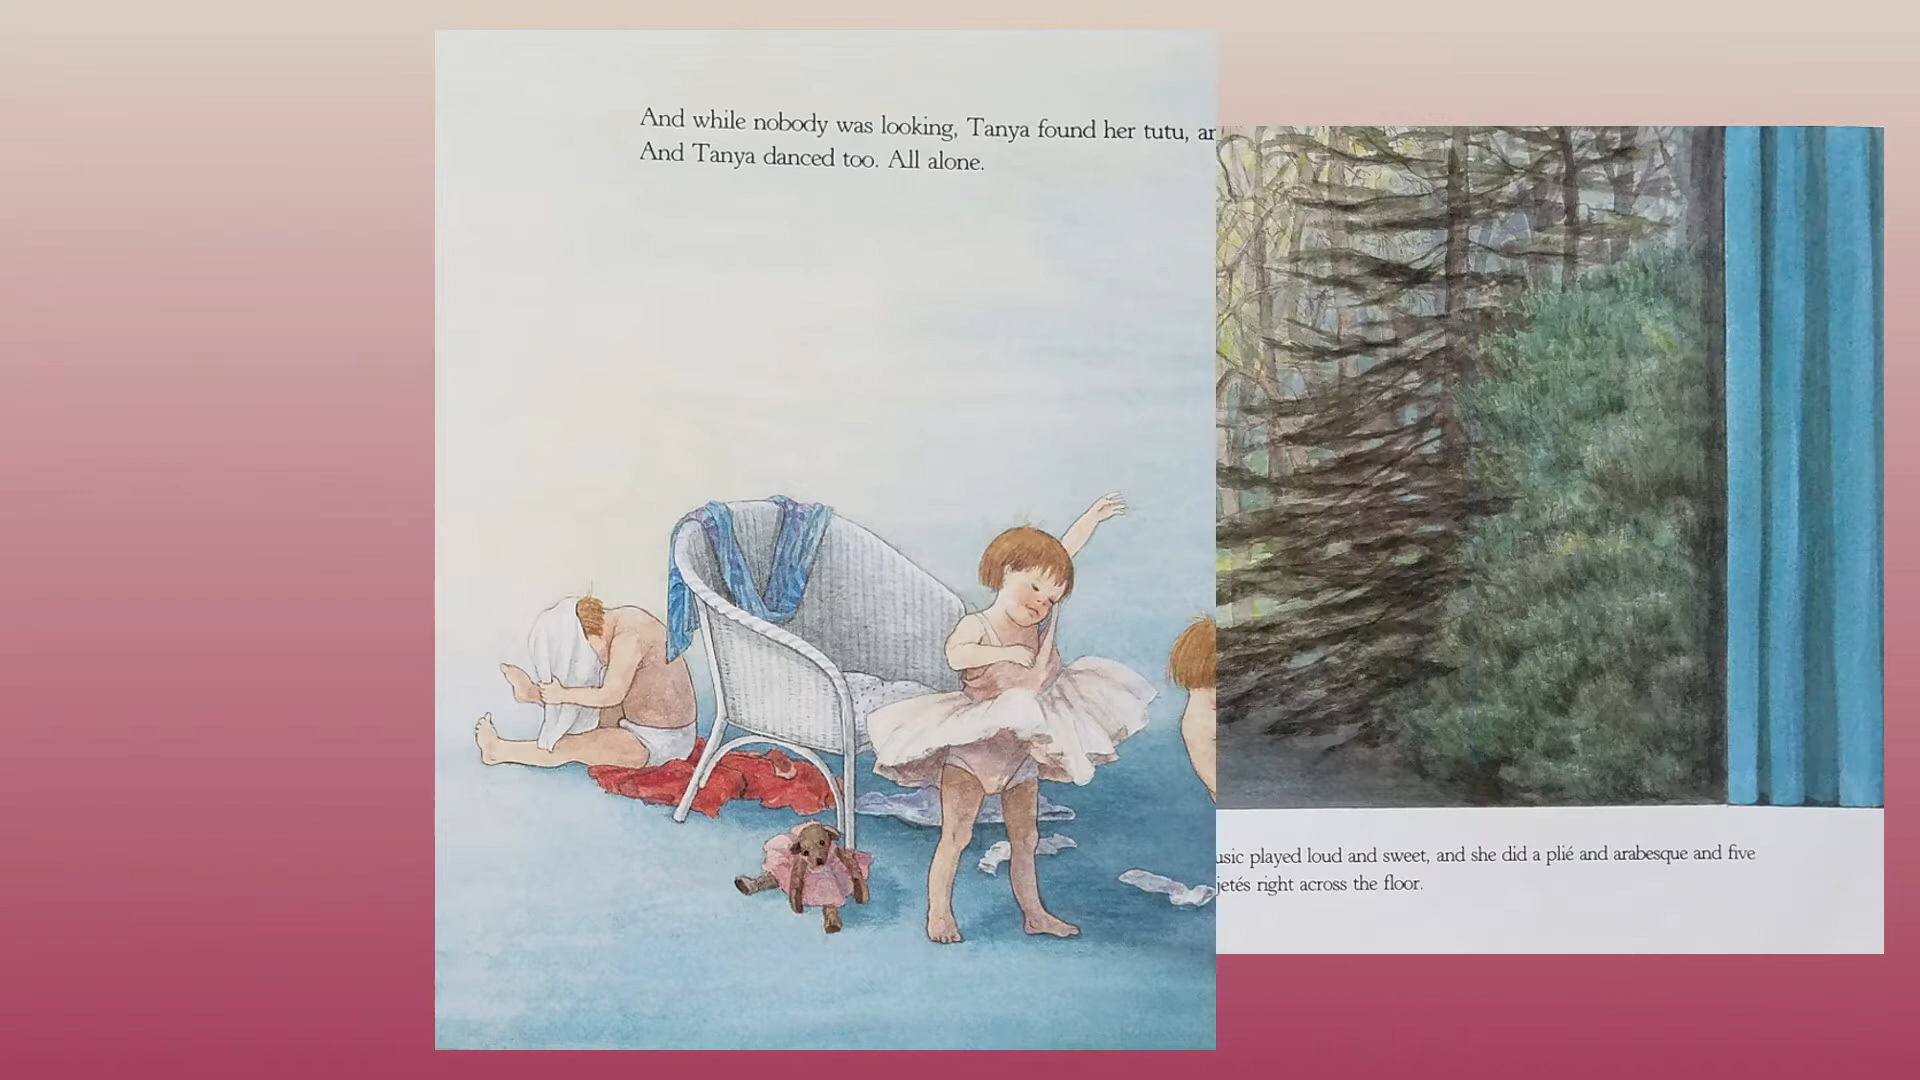 And while nobody was looking, Tanya found her tutu, an
And Tanya danced too. All alone.
usic played loud and sweet, and she did a plié and arabesque and five
jetés right across the floor.